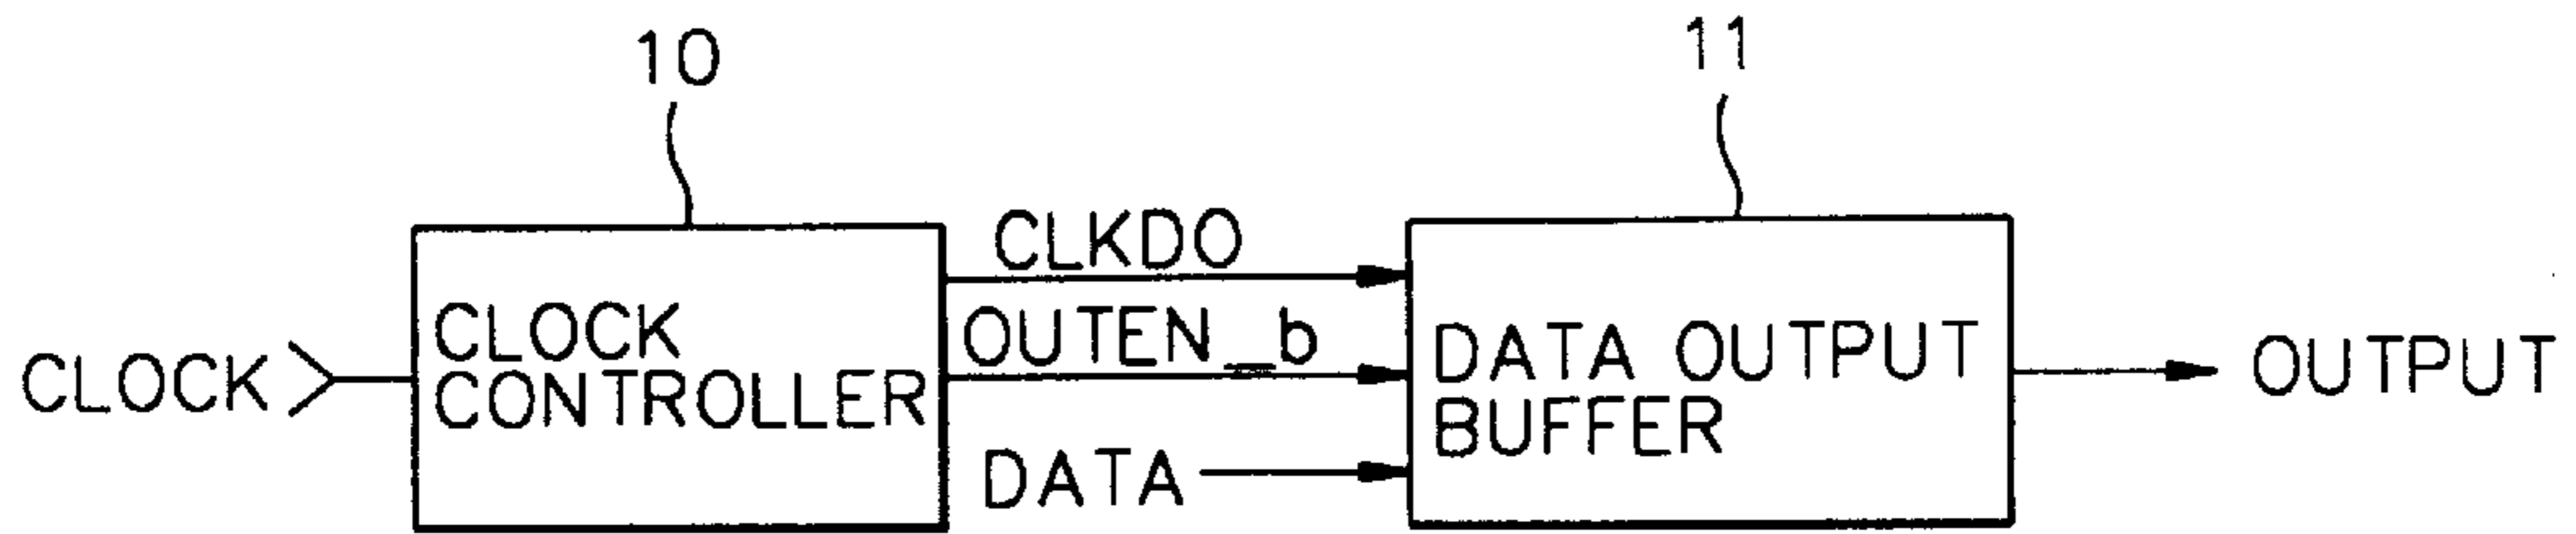 10
11
CLOCK
CLOCK
CONTROLLER
CLKDO
OUTEN_b
DATA
DATA OUTPUT
BUFFER
OUTPUT